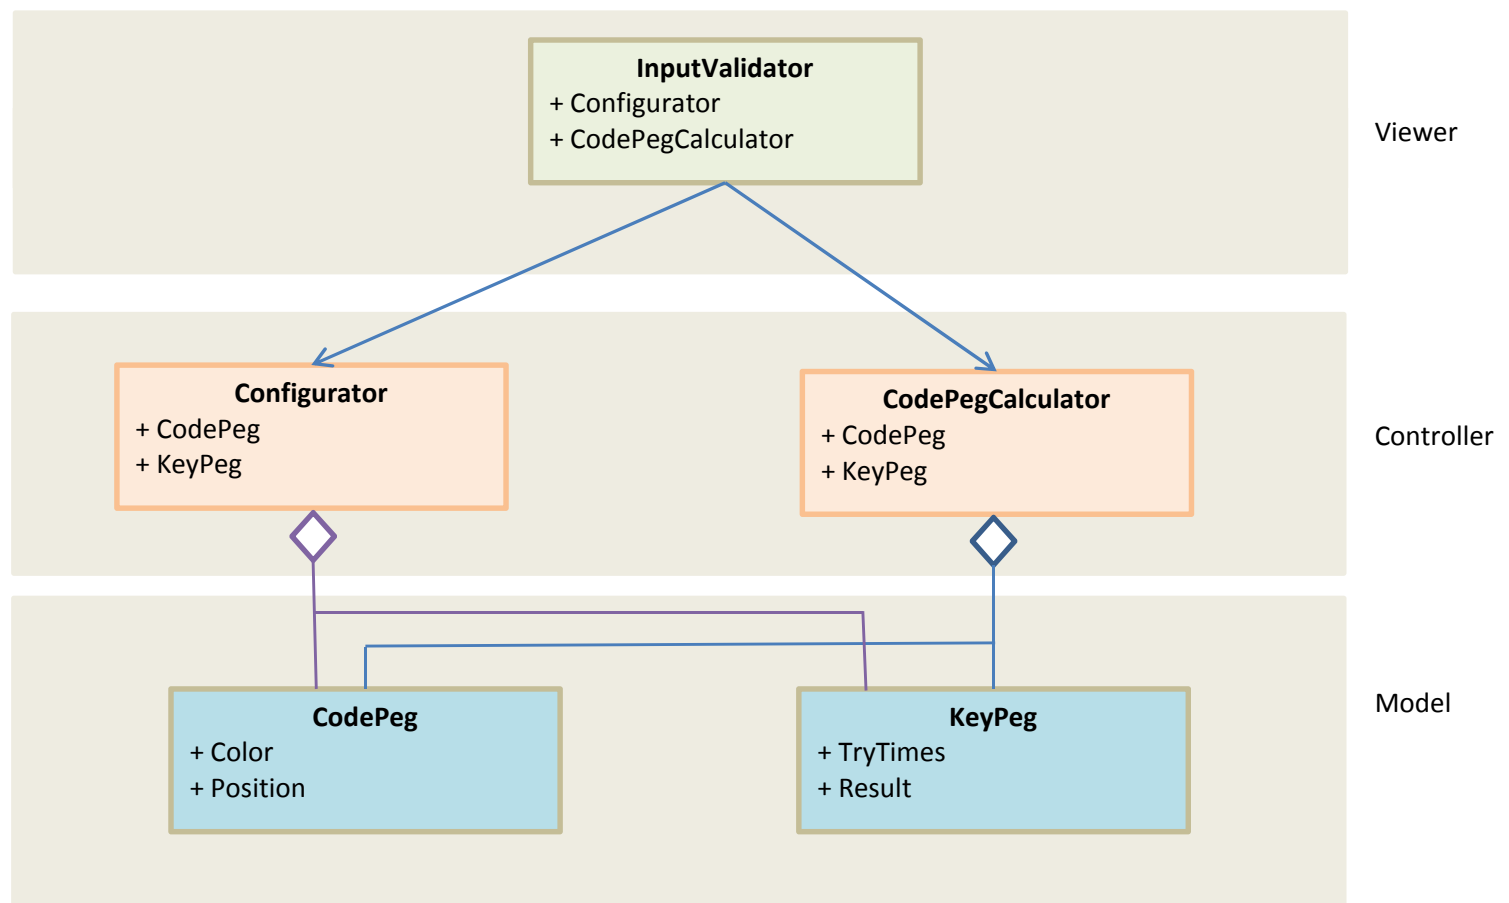 InputValidator
+ Configurator
+ CodePegCalculator
Viewer
Configurator
+ CodePeg
+ KeyPeg
CodePegCalculator
+ CodePeg
+ KeyPeg
Controller
CodePeg
+ Color
+ Position
KeyPeg
+ TryTimes
+ Result
Model